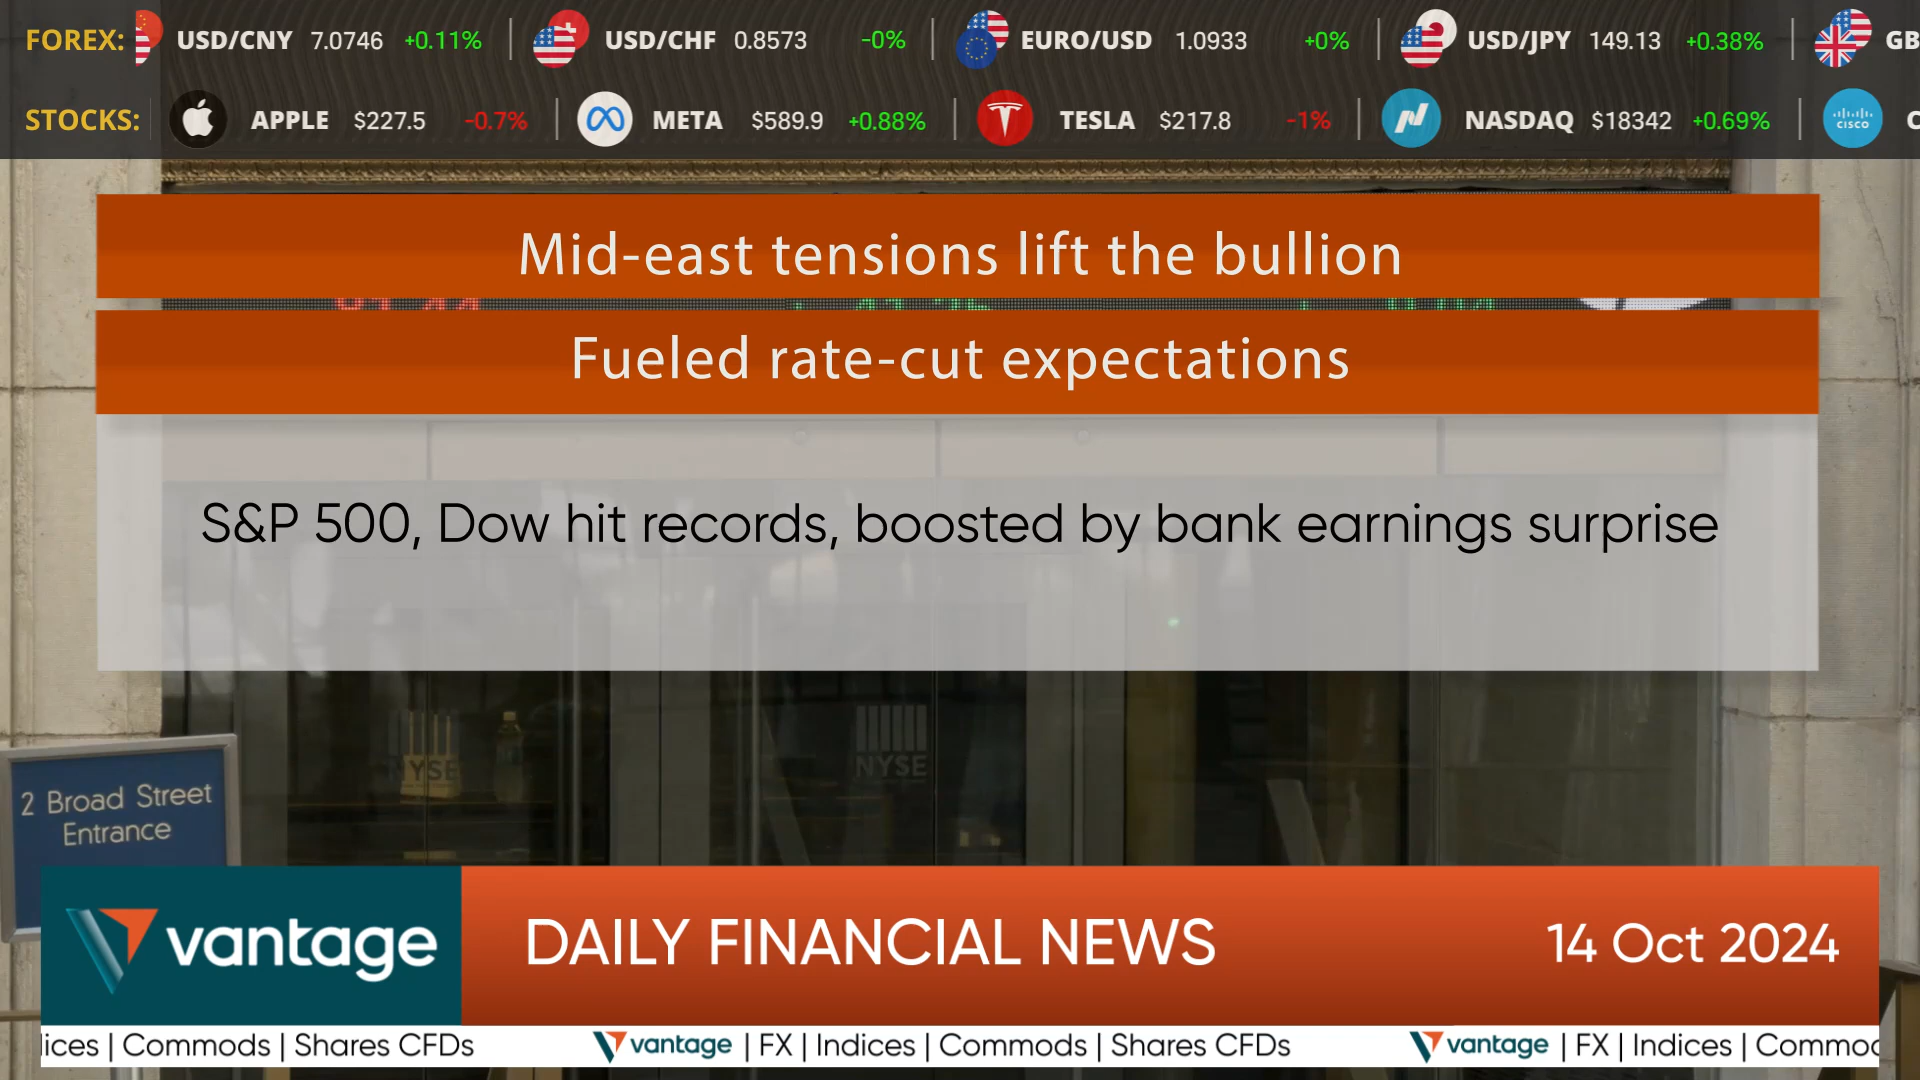 FOREX: USD/CNY 7.0746 +0.11% USD/CHF 0.8573 -0% EURO/USD 1.0933 +0% USD/JPY 149.13 +0.38% GB
STOCKS: APPLE $227.5 -0.7% META $589.9 +0.88% TESLA $217.8 -1% NASDAQ $18342 +0.69% CISCO C
Mid-east tensions lift the bullion
Fueled rate-cut expectations
S&P 500, Dow hit records, boosted by bank earnings surprise
NYSE NYSE
2 Broad Street
Entrance
vantage DAILY FINANCIAL NEWS 14 Oct 2024
ices | Commods | Shares CFDs vantage | FX | Indices | Commods | Shares CFDs vantage | FX | Indices | Commod